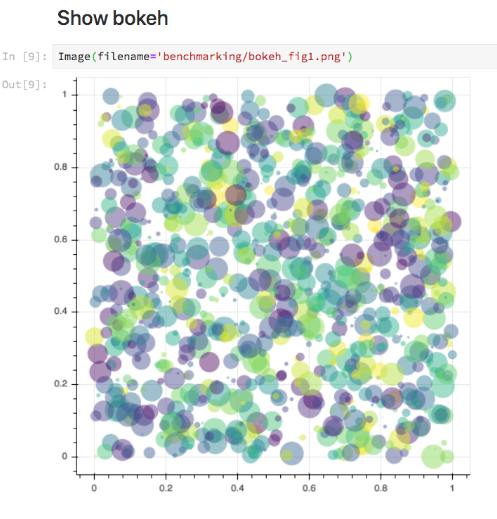 Show bokeh
In [9]: Image(filename='benchmarking/bokeh_fig1.png')
Out[9]:
1
0.8
0.6
0.4
0.2
0
0 0.2 0.4 0.6 0.8 1